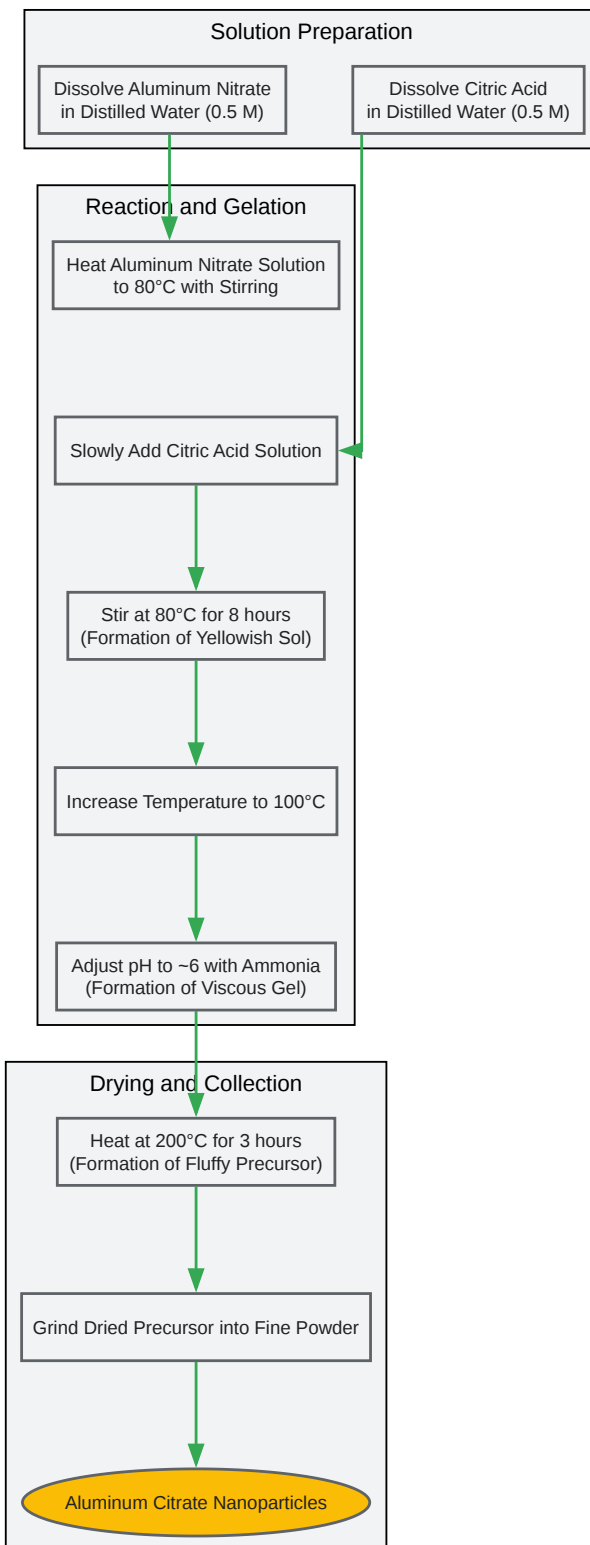 Solution Preparation
Dissolve Aluminum Nitrate
in Distilled Water (0.5 M)
Dissolve Citric Acid
in Distilled Water (0.5 M)
Reaction and Gelation
Heat Aluminum Nitrate Solution
to 80°C with Stirring
Slowly Add Citric Acid Solution
Stir at 80°C for 8 hours
(Formation of Yellowish Sol)
Increase Temperature to 100°C
Adjust pH to ~6 with Ammonia
(Formation of Viscous Gel)
Drying and Collection
Heat at 200°C for 3 hours
(Formation of Fluffy Precursor)
Grind Dried Precursor into Fine Powder
Aluminum Citrate Nanoparticles